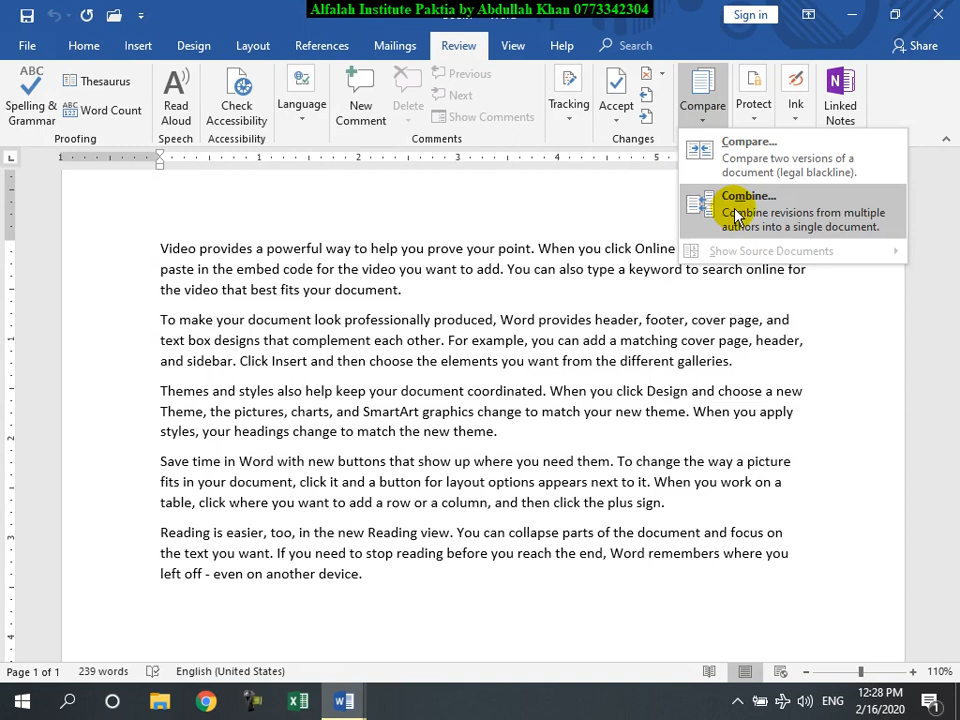 Alfalah Institute Paktia by Abdullah Khan 0773342304
Sign in
File Home Insert Design Layout References Mailings Review View Help Search Share
ABC
Spelling & Grammar
Thesaurus
ABC 123 Word Count
Proofing
Read Aloud
Speech
Check Accessibility
Accessibility
Language
New Comment
Delete
Previous
Next
Show Comments
Comments
Tracking
Accept
Changes
Compare
Protect
Ink
Linked Notes
Compare...
Compare two versions of a
document (legal blackline).
Combine...
Combine revisions from multiple
authors into a single document.
Show Source Documents
1 1 2 3 4 5
Video provides a powerful way to help you prove your point. When you click Online
paste in the embed code for the video you want to add. You can also type a keyword to search online for
the video that best fits your document.
To make your document look professionally produced, Word provides header, footer, cover page, and
text box designs that complement each other. For example, you can add a matching cover page, header,
and sidebar. Click Insert and then choose the elements you want from the different galleries.
Themes and styles also help keep your document coordinated. When you click Design and choose a new
Theme, the pictures, charts, and SmartArt graphics change to match your new theme. When you apply
styles, your headings change to match the new theme.
Save time in Word with new buttons that show up where you need them. To change the way a picture
fits in your document, click it and a button for layout options appears next to it. When you work on a
table, click where you want to add a row or a column, and then click the plus sign.
Reading is easier, too, in the new Reading view. You can collapse parts of the document and focus on
the text you want. If you need to stop reading before you reach the end, Word remembers where you
left off - even on another device.
1
2
3
4
Page 1 of 1 239 words English (United States) 110%
ENG
12:28 PM
2/16/2020
1